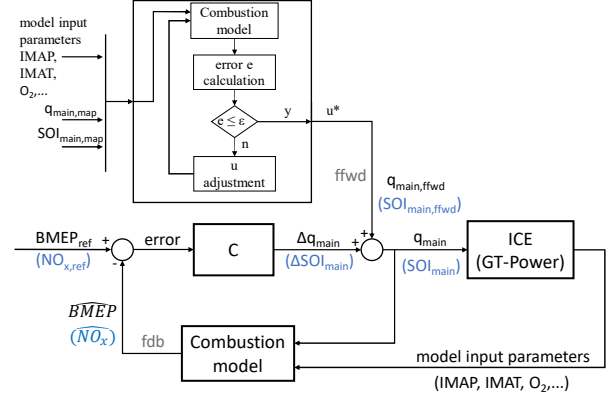 model input
parameters
IMAP,
IMAT,
O2,...
qmain,map
SOImain,map
Combustion
model
error e
calculation
e ≤ ε
y
n
u
adjustment
u*
ffwd
qmain,ffwd
(SOImain,ffwd)
BMEPref
(NOx,ref)
+
-
error
C
Δqmain
(ΔSOImain)
+
+
qmain
(SOImain)
ICE
(GT-Power)
B͡MEP
(N͡Ox)
fdb
Combustion
model
model input parameters
(IMAP, IMAT, O2,...)